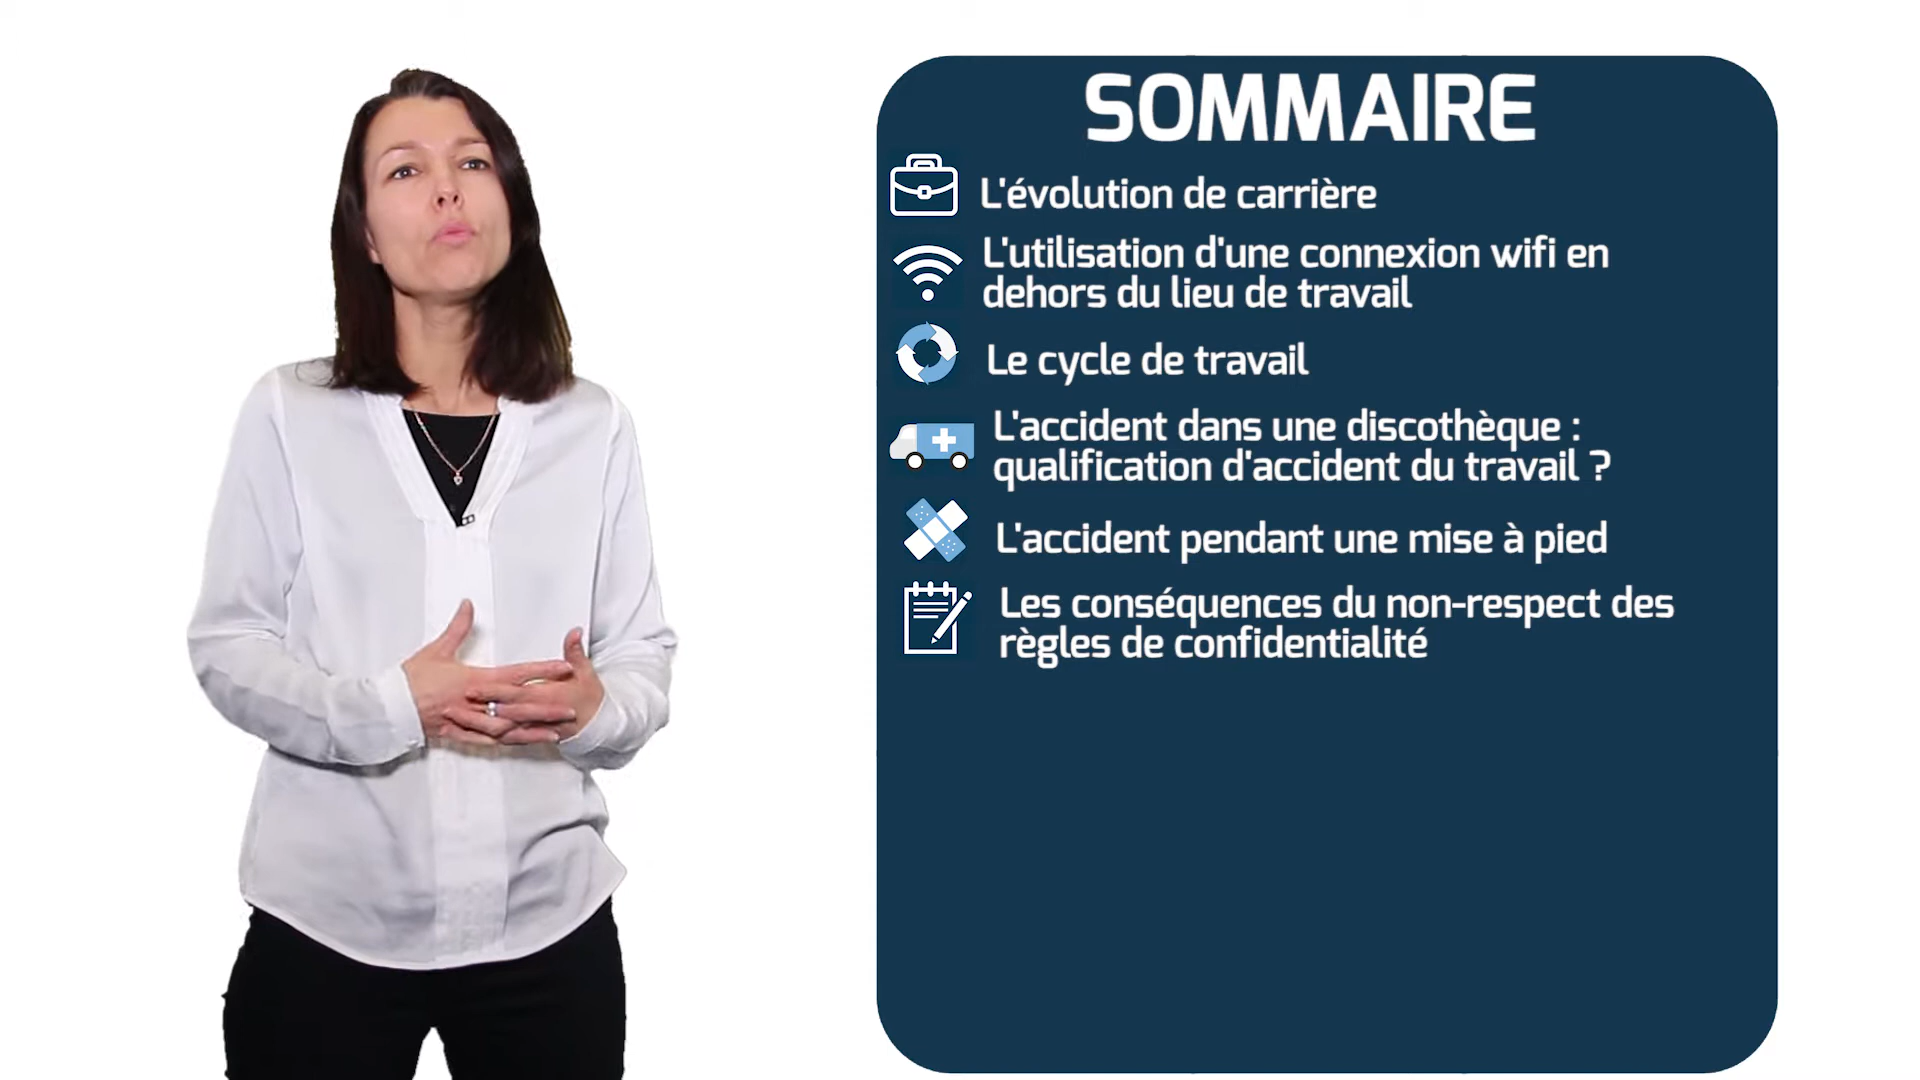 SOMMAIRE
L'évolution de carrière
L'utilisation d'une connexion wifi en
dehors du lieu de travail
Le cycle de travail
L'accident dans une discothèque :
qualification d'accident du travail ?
L'accident pendant une mise à pied
Les conséquences du non-respect des
règles de confidentialité